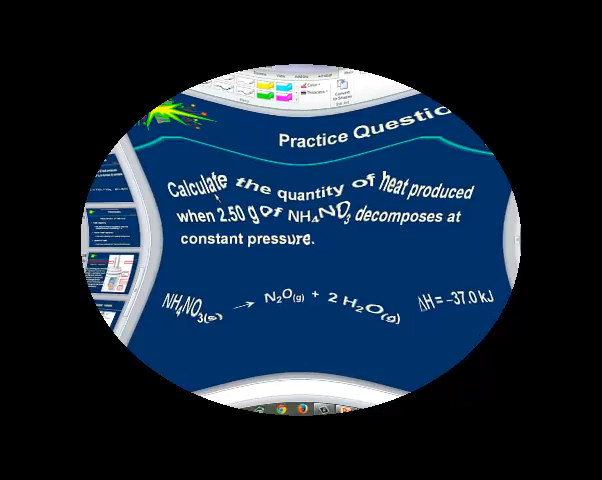 Practice Questio
Calculate the quantity of heat produced
when 2.50 g of NH₄NO₃ decomposes at
constant pressure.
NH₄NO₃(s) → N₂O(g) + 2 H₂O(g) ΔH = -37.0 kJ